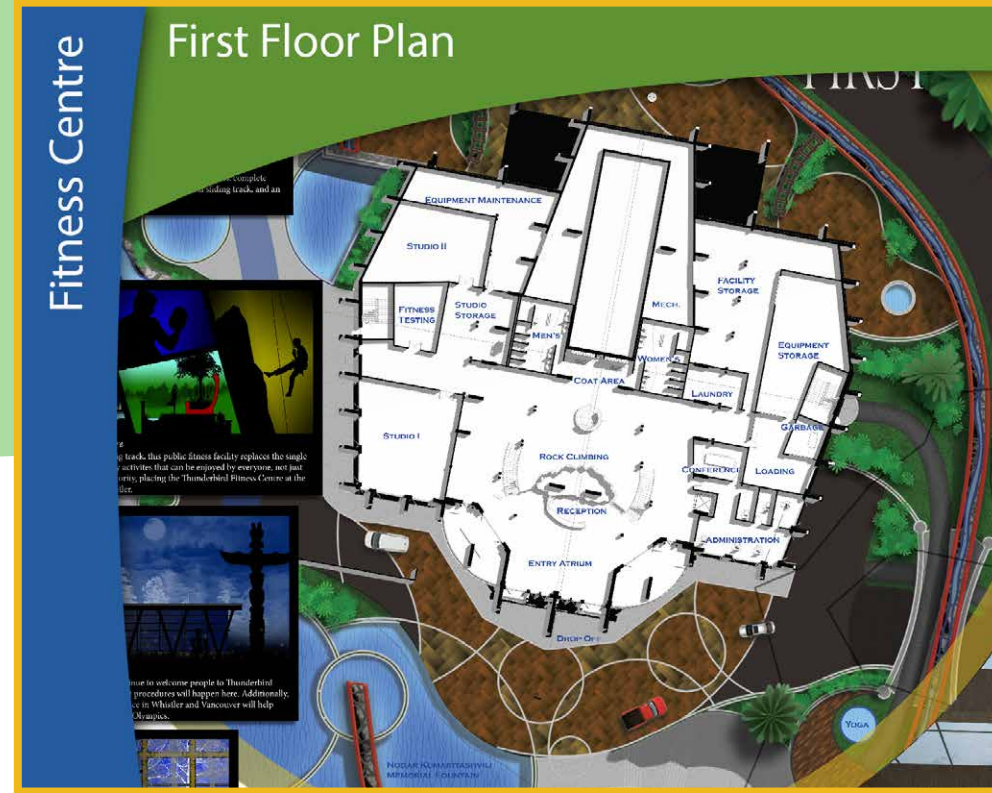 Fitness Centre
First Floor Plan
FIRST
complete
sliding track, and an
EQUIPMENT MAINTENANCE
STUDIO II
FITNESS
TESTING
STUDIO
STORAGE
MEN'S
MECH.
WOMEN'S
FACILITY
STORAGE
EQUIPMENT
STORAGE
COAT AREA
LAUNDRY
GARBAGE
STUDIO I
ROCK CLIMBING
CONFERENCE
LOADING
RECEPTION
ADMINISTRATION
ENTRY ATRIUM
DROP OFF
track, this public fitness facility replaces the single
activites that can be enjoyed by everyone, not just
placing the Thunderbird Fitness Centre at the
to welcome people to Thunderbird
procedures will happen here. Additionally,
in Whistler and Vancouver will help
Olympics.
YOGA
NODAR KUMARITASHVILI
MEMORIAL FOUNTAIN